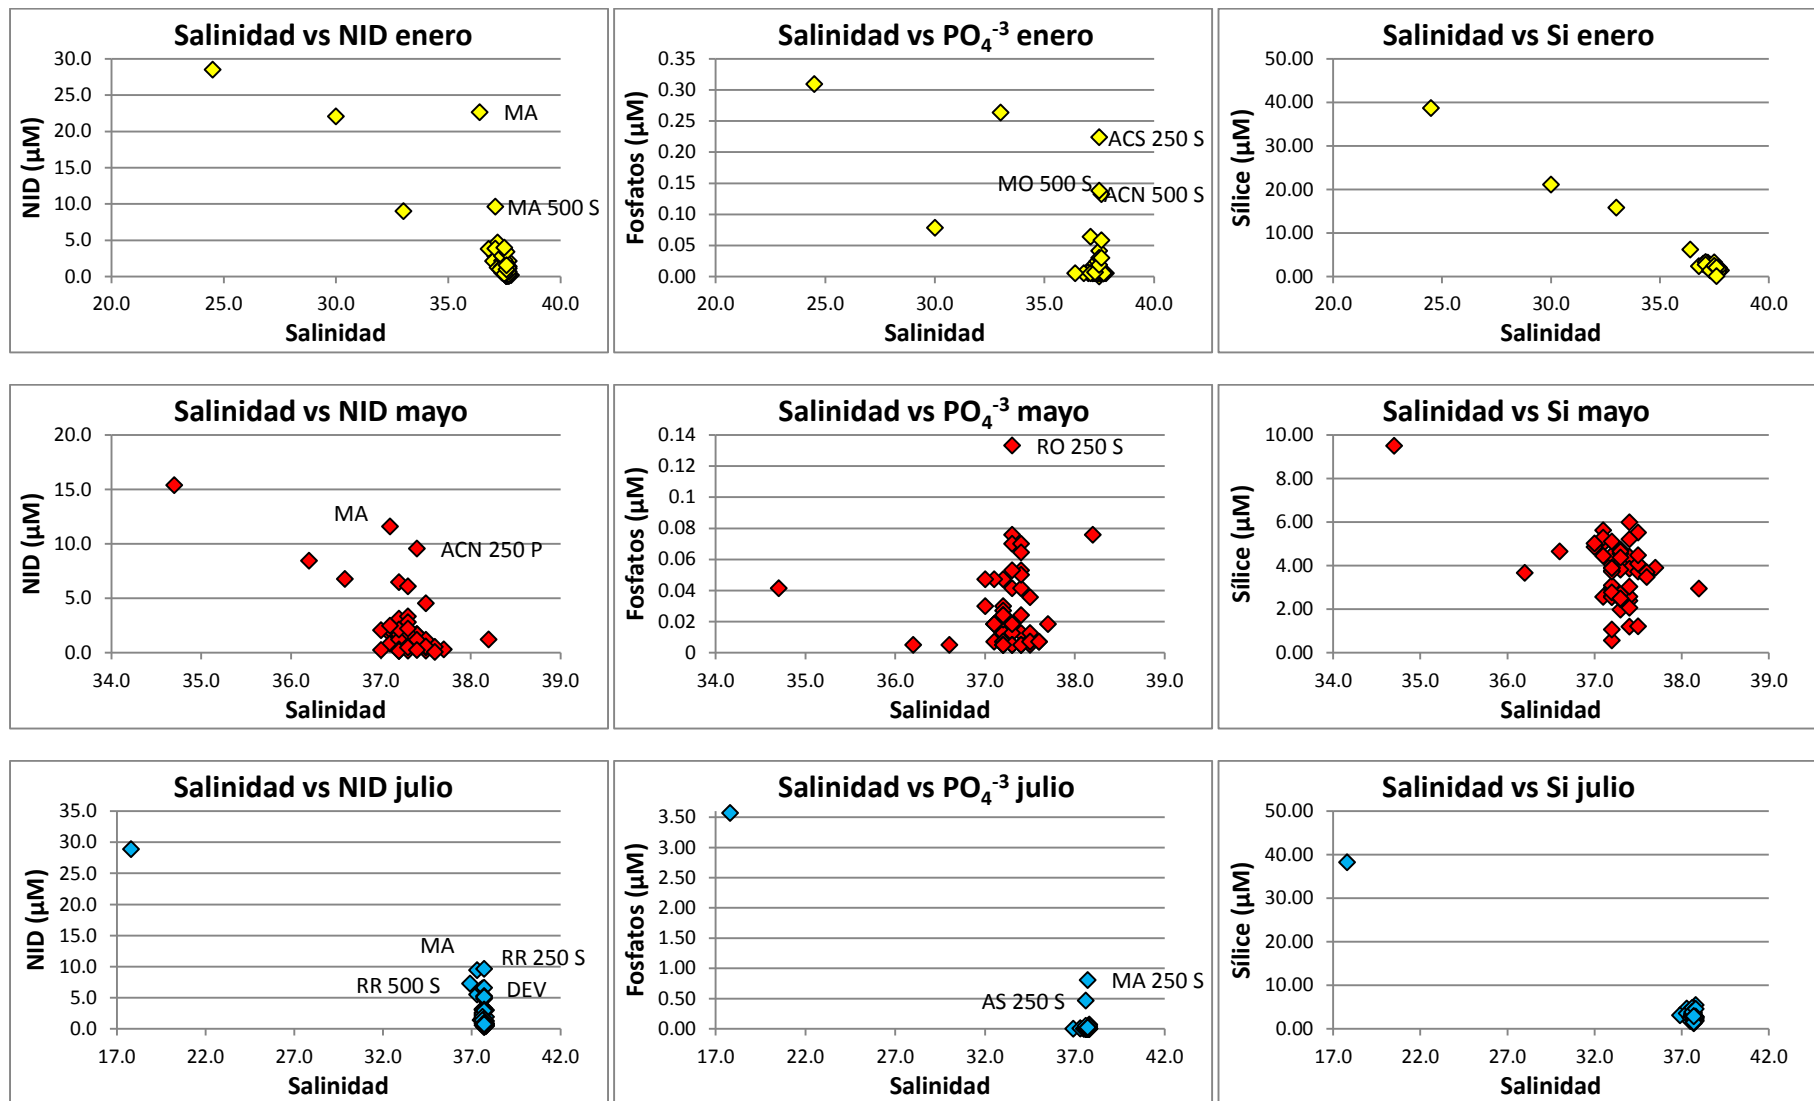 Salinidad vs NID enero
30.0
25.0
20.0
15.0
10.0
5.0
0.0
NID (µM)
MA
MA 500 S
20.0 25.0 30.0 35.0 40.0
Salinidad
Salinidad vs PO4-3 enero
0.35
0.30
0.25
0.20
0.15
0.10
0.05
0.00
Fosfatos (µM)
ACS 250 S
MO 500 S
ACN 500 S
20.0 25.0 30.0 35.0 40.0
Salinidad
Salinidad vs Si enero
50.00
40.00
30.00
20.00
10.00
0.00
Sílice (µM)
20.0 25.0 30.0 35.0 40.0
Salinidad
Salinidad vs NID mayo
20.0
15.0
10.0
5.0
0.0
NID (µM)
MA
ACN 250 P
34.0 35.0 36.0 37.0 38.0 39.0
Salinidad
Salinidad vs PO4-3 mayo
0.14
0.12
0.1
0.08
0.06
0.04
0.02
0
Fosfatos (µM)
RO 250 S
34.0 35.0 36.0 37.0 38.0 39.0
Salinidad
Salinidad vs Si mayo
10.00
8.00
6.00
4.00
2.00
0.00
Sílice (µM)
34.0 35.0 36.0 37.0 38.0 39.0
Salinidad
Salinidad vs NID julio
35.0
30.0
25.0
20.0
15.0
10.0
5.0
0.0
NID (µM)
MA
RR 250 S
RR 500 S
DEV
17.0 22.0 27.0 32.0 37.0 42.0
Salinidad
Salinidad vs PO4-3 julio
3.50
3.00
2.50
2.00
1.50
1.00
0.50
0.00
Fosfatos (µM)
MA 250 S
AS 250 S
17.0 22.0 27.0 32.0 37.0 42.0
Salinidad
Salinidad vs Si julio
50.00
40.00
30.00
20.00
10.00
0.00
Sílice (µM)
17.0 22.0 27.0 32.0 37.0 42.0
Salinidad